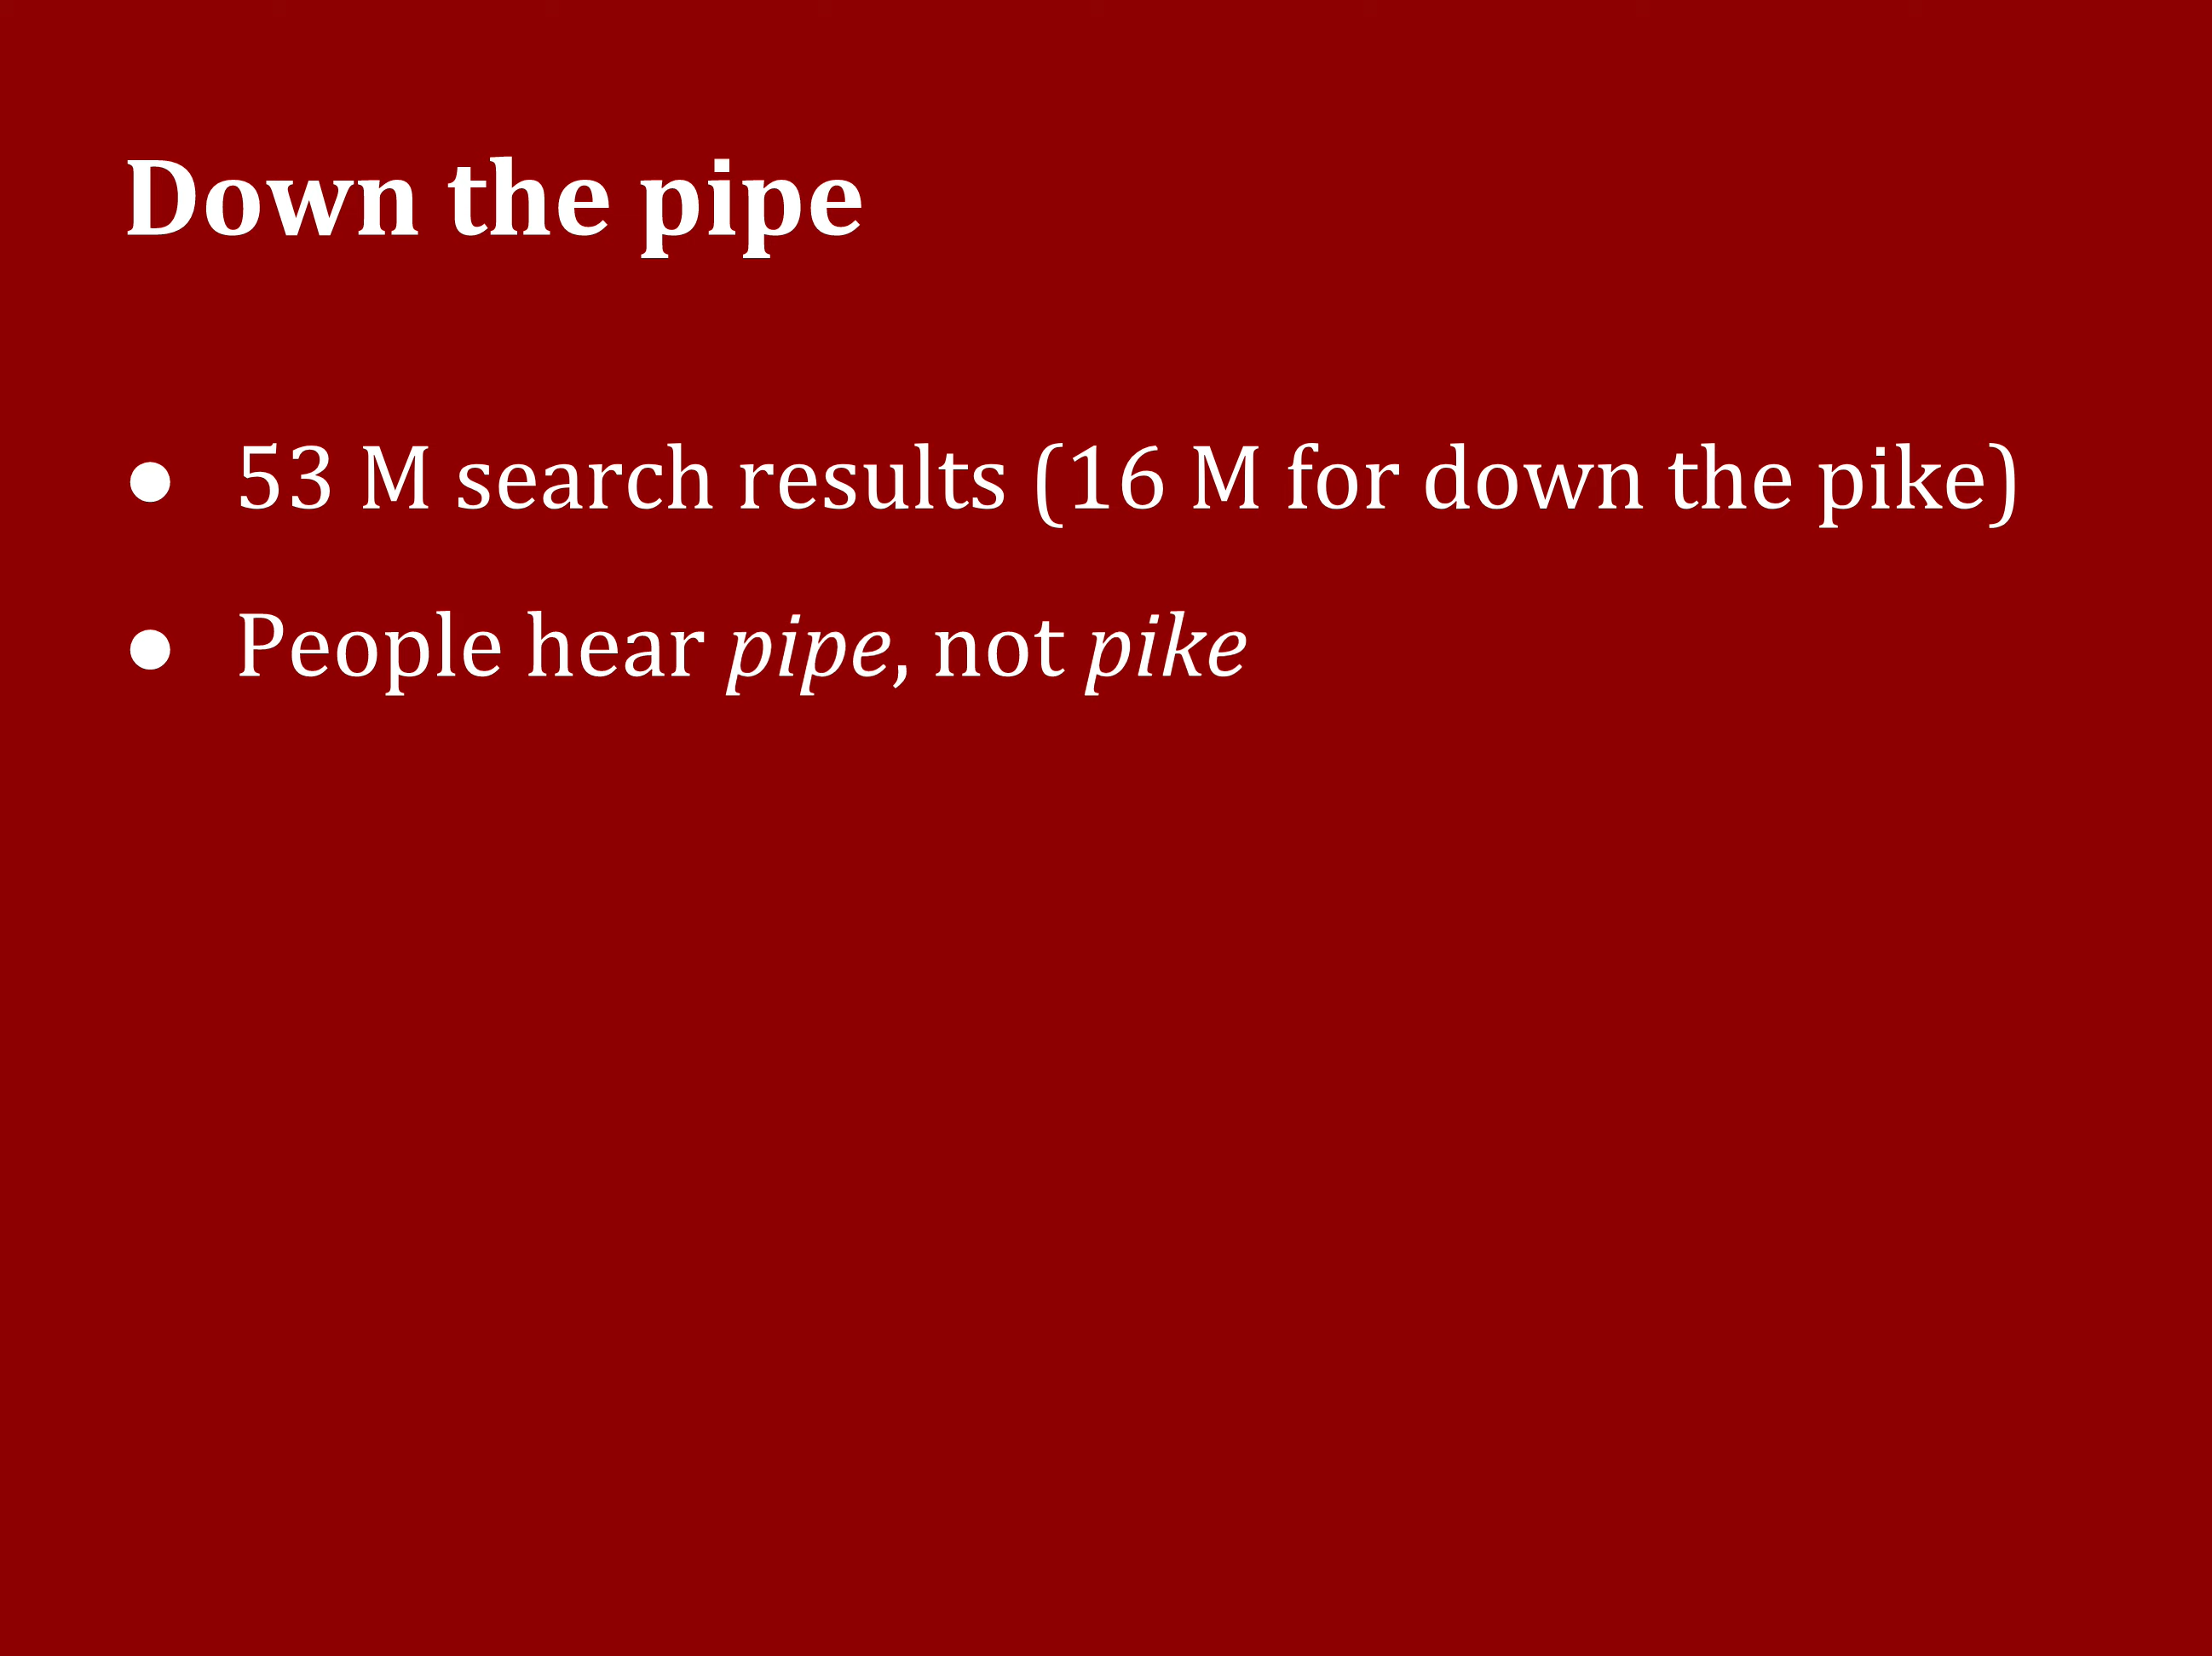 Down the pipe
● 53 M search results (16 M for down the pike)
● People hear pipe, not pike